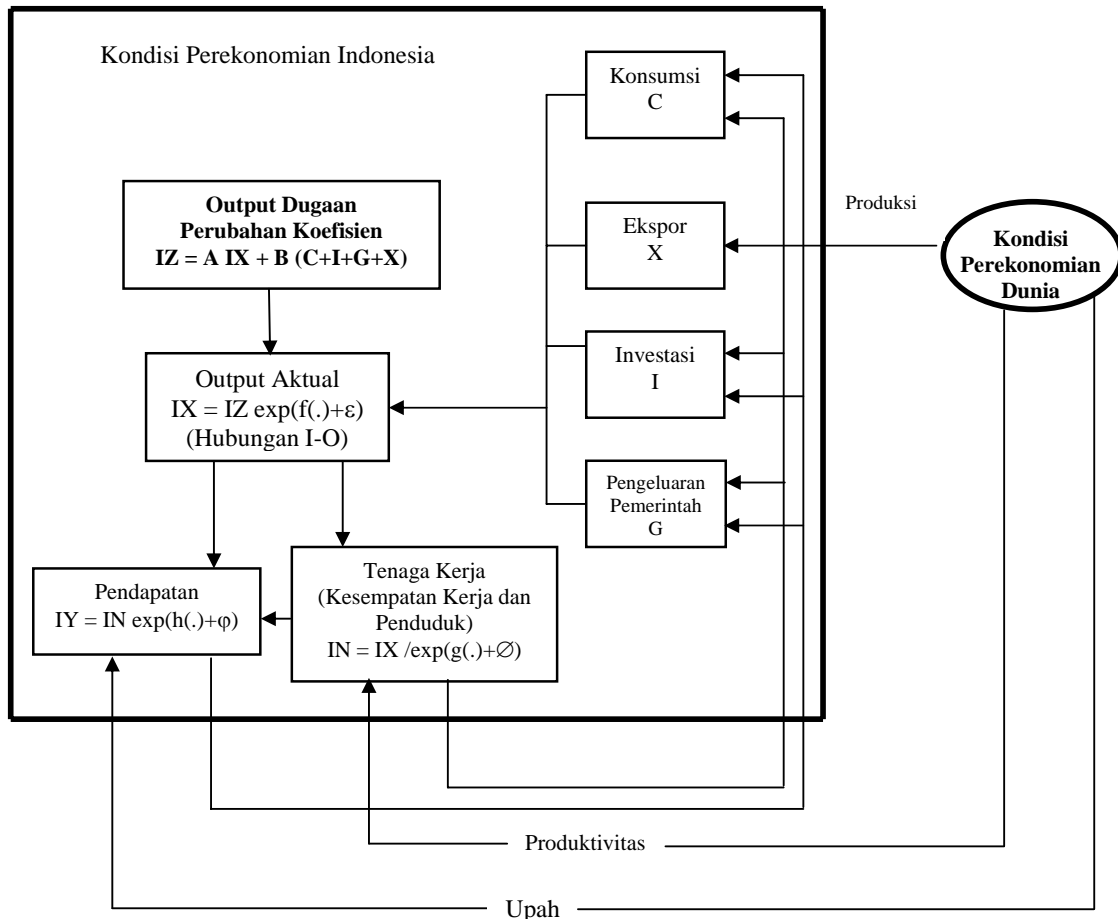 Kondisi Perekonomian Indonesia
Konsumsi
C
Output Dugaan
Perubahan Koefisien
IZ = A IX + B (C+I+G+X)
Ekspor
X
Produksi
Kondisi
Perekonomian
Dunia
Output Aktual
IX = IZ exp(f(.)+ε)
(Hubungan I-O)
Investasi
I
Pengeluaran
Pemerintah
G
Pendapatan
IY = IN exp(h(.)+φ)
Tenaga Kerja
(Kesempatan Kerja dan
Penduduk)
IN = IX /exp(g(.)+∅)
Produktivitas
Upah